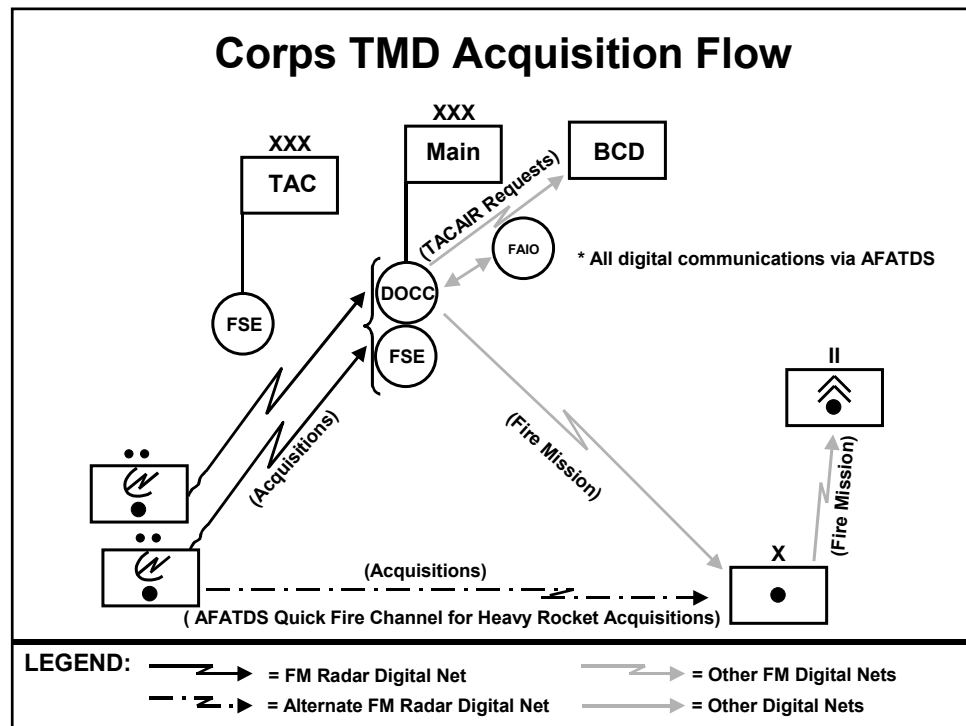 Corps TMD Acquisition Flow
XXX
TAC
XXX
Main
BCD
(TACAIR Requests)
FAIO
* All digital communications via AFATDS
DOCC
FSE
FSE
II
(Acquisitions)
(Fire Mission)
(Fire Mission)
X
(Acquisitions)
( AFATDS Quick Fire Channel for Heavy Rocket Acquisitions)
LEGEND:
= FM Radar Digital Net
= Other FM Digital Nets
= Alternate FM Radar Digital Net
= Other Digital Nets